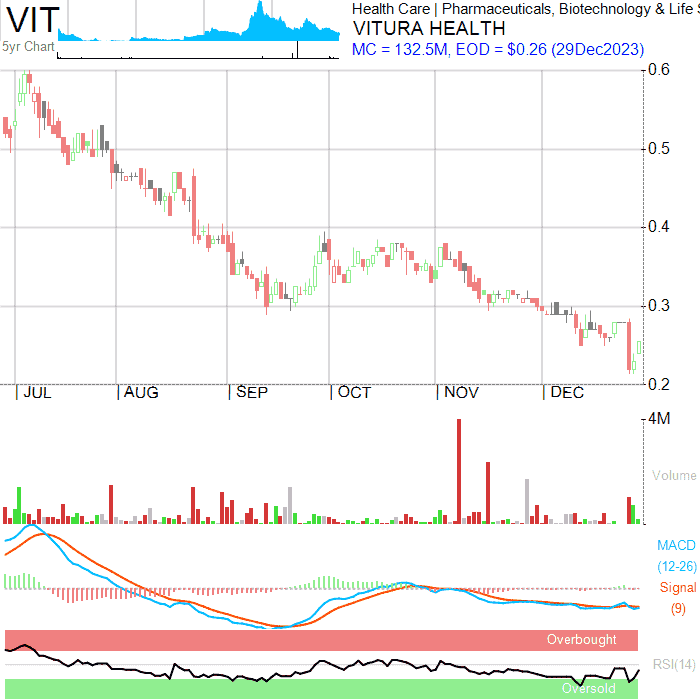 VIT
5yr Chart
Health Care | Pharmaceuticals, Biotechnology & Life S
VITURA HEALTH
MC = 132.5M, EOD = $0.26 (29Dec2023)
0.6
0.5
0.4
0.3
0.2
JUL AUG SEP OCT NOV DEC
4M
Volume
MACD
(12-26)
Signal
(9)
Overbought
RSI(14)
Oversold